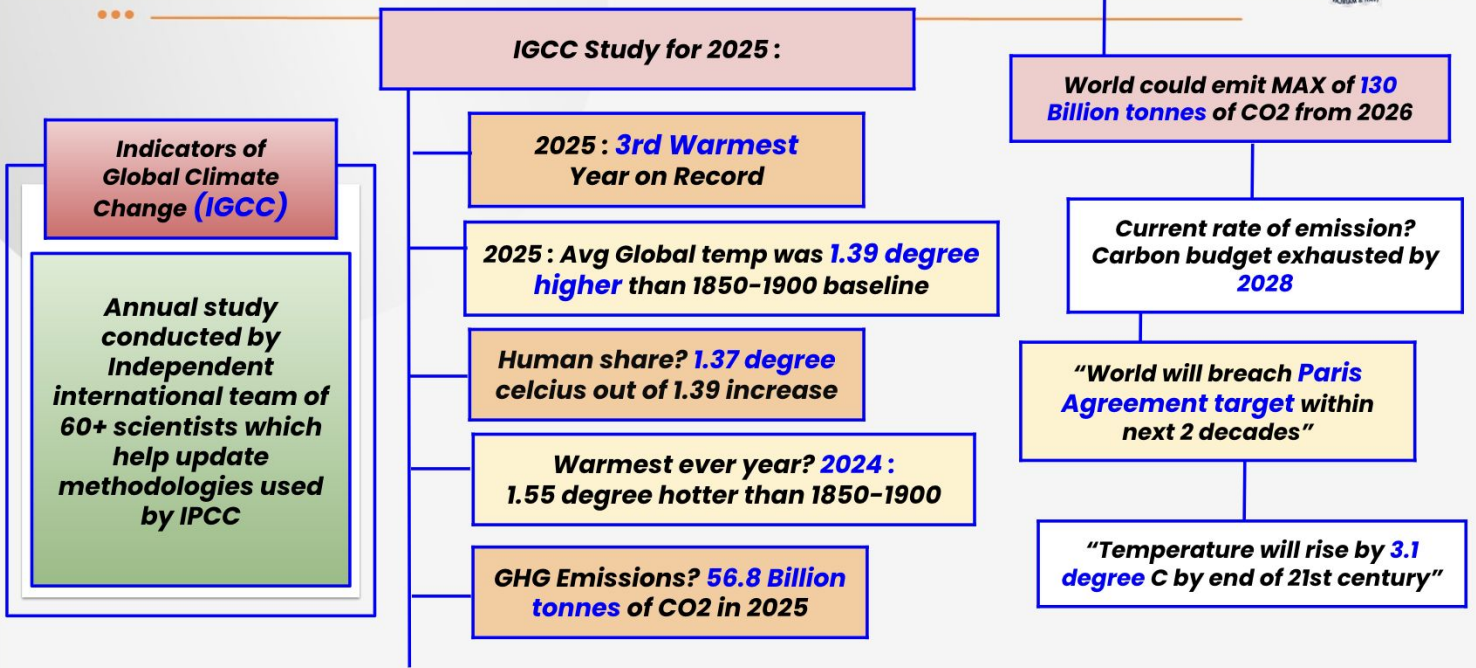 IGCC Study for 2025 :
Indicators of
Global Climate
Change (IGCC)
Annual study
conducted by
Independent
international team of
60+ scientists which
help update
methodologies used
by IPCC
2025 : 3rd Warmest
Year on Record
2025 : Avg Global temp was 1.39 degree
higher than 1850-1900 baseline
Human share? 1.37 degree
celcius out of 1.39 increase
Warmest ever year? 2024 :
1.55 degree hotter than 1850-1900
GHG Emissions? 56.8 Billion
tonnes of CO2 in 2025
World could emit MAX of 130
Billion tonnes of CO2 from 2026
Current rate of emission?
Carbon budget exhausted by
2028
“World will breach Paris
Agreement target within
next 2 decades”
“Temperature will rise by 3.1
degree C by end of 21st century”